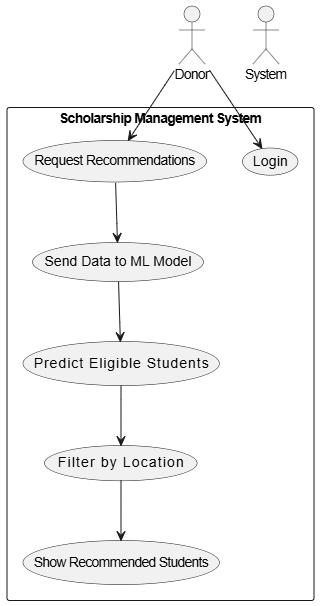 Donor
System
Scholarship Management System
Request Recommendations
Login
Send Data to ML Model
Predict Eligible Students
Filter by Location
Show Recommended Students